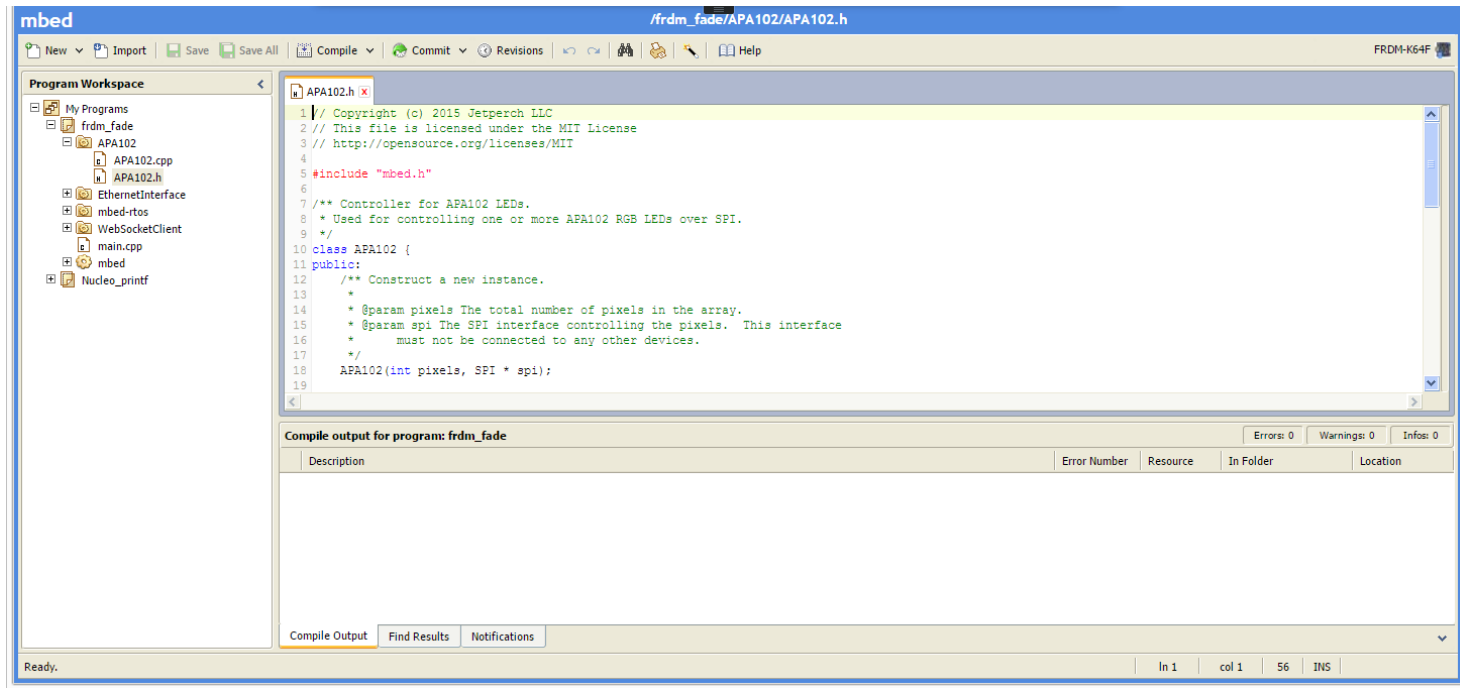 mbed
/frdm_fade/APA102/APA102.h
New Import Save Save All Compile Commit Revisions Help FRDM-K64F
Program Workspace
My Programs
frdm_fade
APA102
APA102.cpp
APA102.h
EthernetInterface
mbed-rtos
WebSocketClient
main.cpp
mbed
Nucleo_printf
APA102.h
1 // Copyright (c) 2015 Jetperch LLC
2 // This file is licensed under the MIT License
3 // http://opensource.org/licenses/MIT
4
5 #include "mbed.h"
6
7 /** Controller for APA102 LEDs.
8  * Used for controlling one or more APA102 RGB LEDs over SPI.
9  */
10 class APA102 {
11 public:
12     /** Construct a new instance.
13      *
14      * @param pixels The total number of pixels in the array.
15      * @param spi The SPI interface controlling the pixels.  This interface
16      *      must not be connected to any other devices.
17      */
18     APA102(int pixels, SPI * spi);
19
Compile output for program: frdm_fade Errors: 0 Warnings: 0 Infos: 0
Description Error Number Resource In Folder Location
Compile Output Find Results Notifications
Ready. ln 1 col 1 56 INS